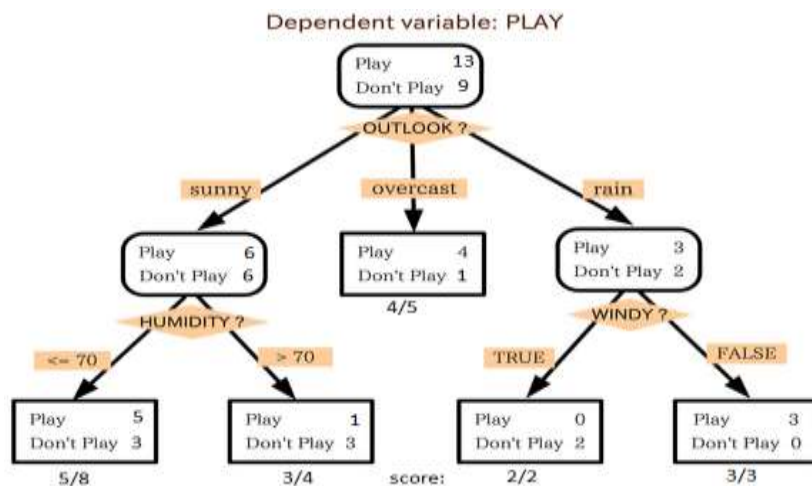 Dependent variable: PLAY
Play 13
Don't Play 9
OUTLOOK ?
sunny
overcast
rain
Play 6
Don't Play 6
Play 4
Don't Play 1
4/5
Play 3
Don't Play 2
HUMIDITY ?
WINDY ?
<= 70
> 70
TRUE
FALSE
Play 5
Don't Play 3
Play 1
Don't Play 3
Play 0
Don't Play 2
Play 3
Don't Play 0
5/8
3/4
score:
2/2
3/3